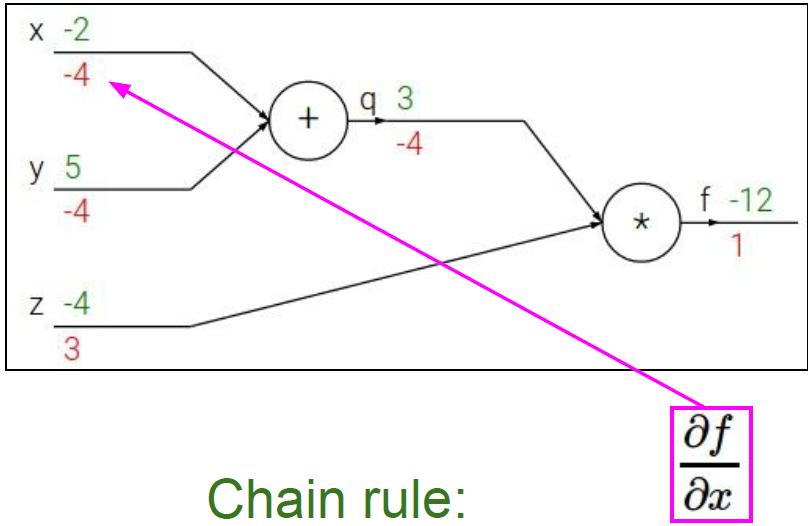 x -2
-4
+
q 3
-4
y 5
-4
*
f -12
1
z -4
3
∂f
∂x
Chain rule: